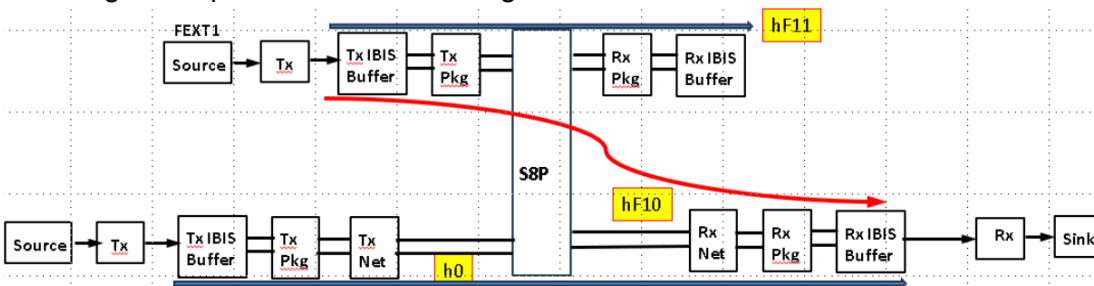 hF11
FEXT1
Source
Tx
Tx IBIS
Buffer
Tx
Pkg
Rx
Pkg
Rx IBIS
Buffer
S8P
hF10
Source
Tx
Tx IBIS
Buffer
Tx
Pkg
Tx
Net
h0
Rx
Net
Rx
Pkg
Rx IBIS
Buffer
Rx
Sink